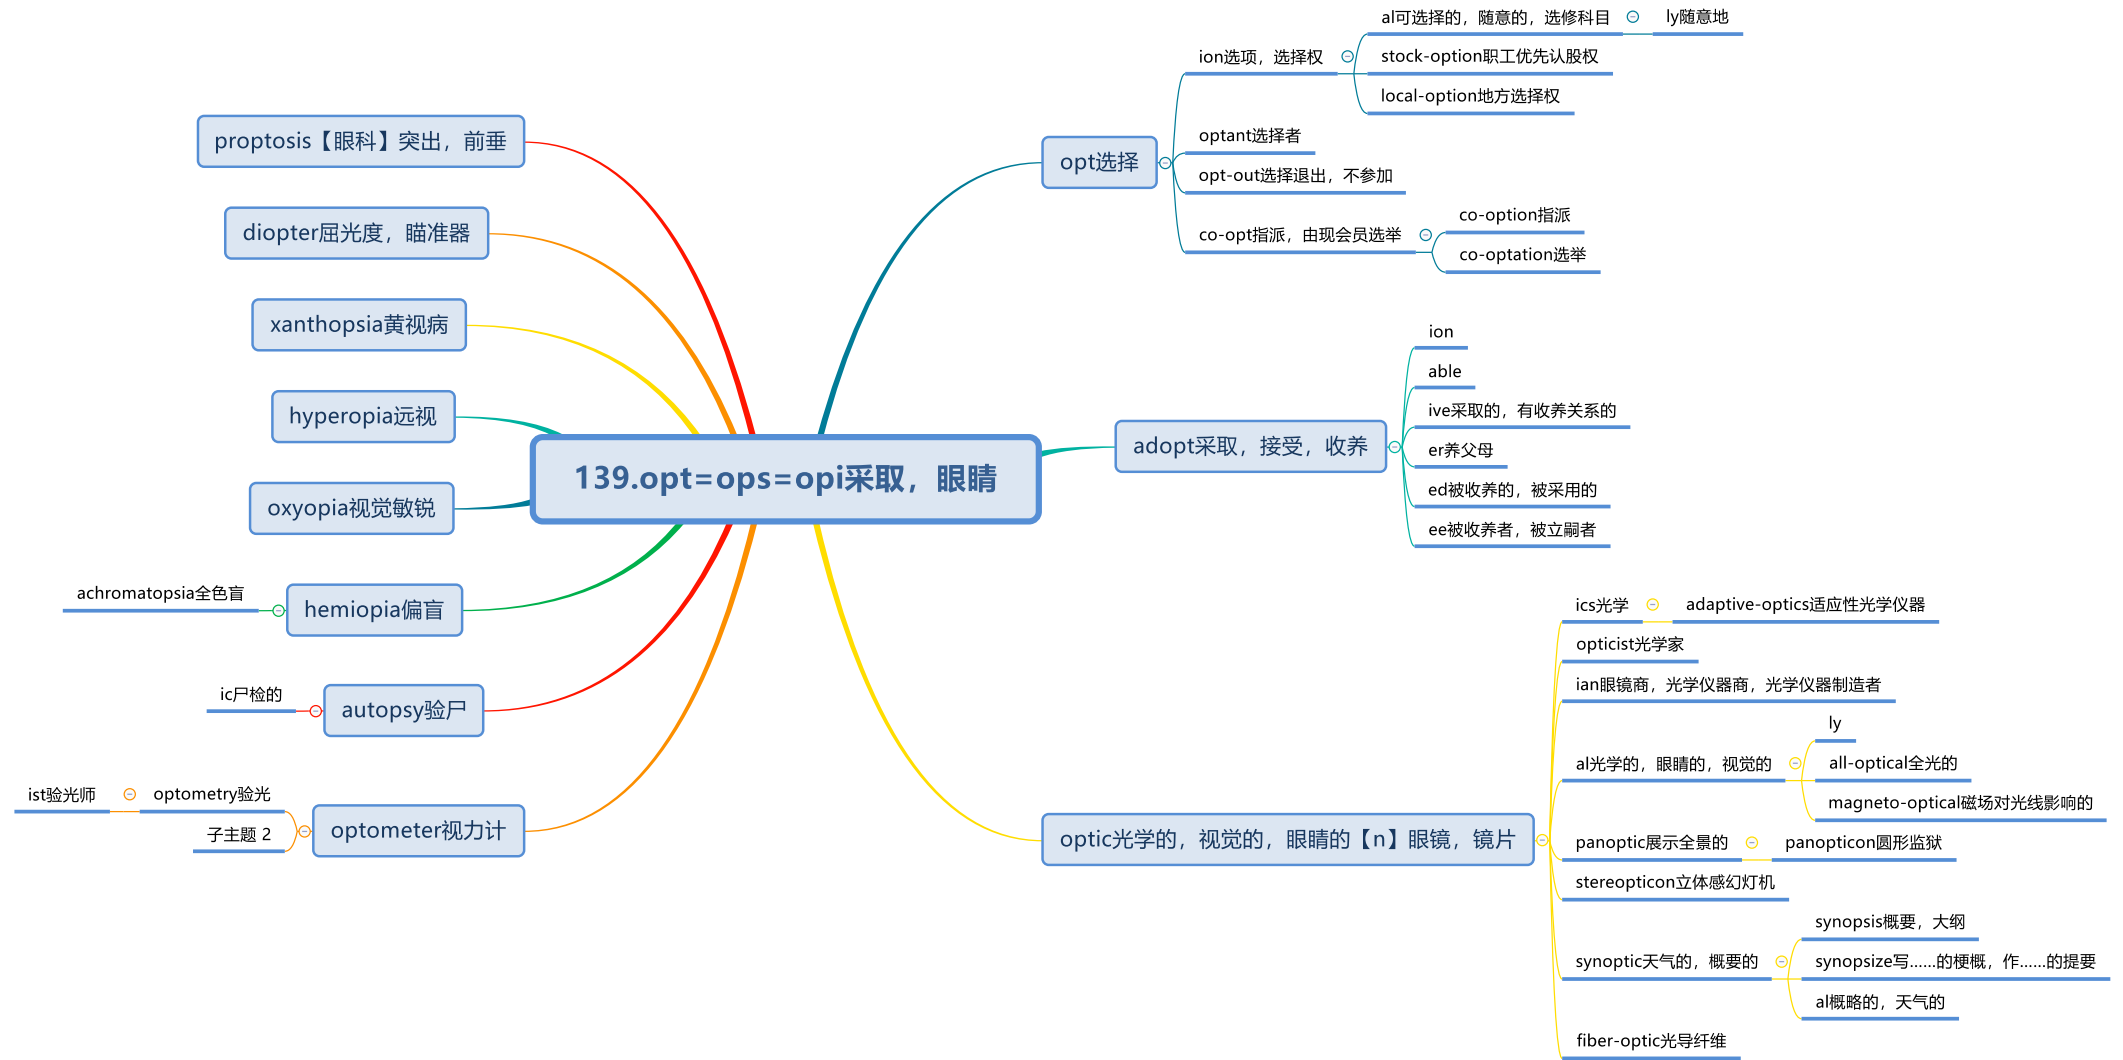 139.opt=ops=opi采取，眼睛
opt选择
ion选项，选择权
al可选择的，随意的，选修科目
ly随意地
stock-option职工优先认股权
local-option地方选择权
optant选择者
opt-out选择退出，不参加
co-opt指派，由现会员选举
co-option指派
co-optation选举
adopt采取，接受，收养
ion
able
ive采取的，有收养关系的
er养父母
ed被收养的，被采用的
ee被收养者，被立嗣者
optic光学的，视觉的，眼睛的【n】眼镜，镜片
ics光学
adaptive-optics适应性光学仪器
opticist光学家
ian眼镜商，光学仪器商，光学仪器制造者
al光学的，眼睛的，视觉的
ly
all-optical全光的
magneto-optical磁场对光线影响的
panoptic展示全景的
panopticon圆形监狱
stereopticon立体感幻灯机
synoptic天气的，概要的
synopsis概要，大纲
synopsize写……的梗概，作……的提要
al概略的，天气的
fiber-optic光导纤维
proptosis【眼科】突出，前垂
diopter屈光度，瞄准器
xanthopsia黄视病
hyperopia远视
oxyopia视觉敏锐
hemiopia偏盲
achromatopsia全色盲
autopsy验尸
ic尸检的
optometer视力计
optometry验光
ist验光师
子主题 2